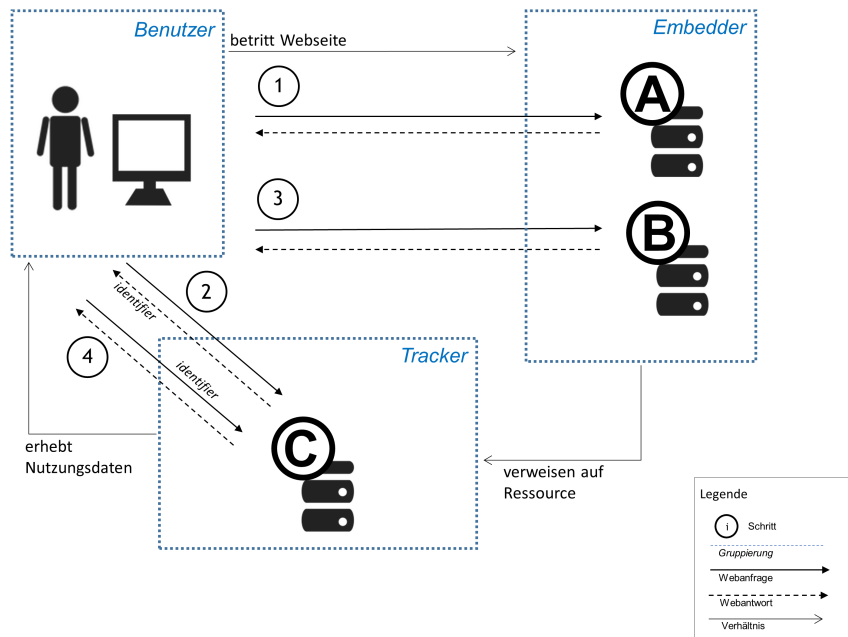 Benutzer
betritt Webseite
Embedder
1
A
3
B
2
identifier
4
identifier
Tracker
C
erhebt
Nutzungsdaten
verweisen auf
Ressource
Legende
i
Schritt
Gruppierung
Webanfrage
Webantwort
Verhältnis